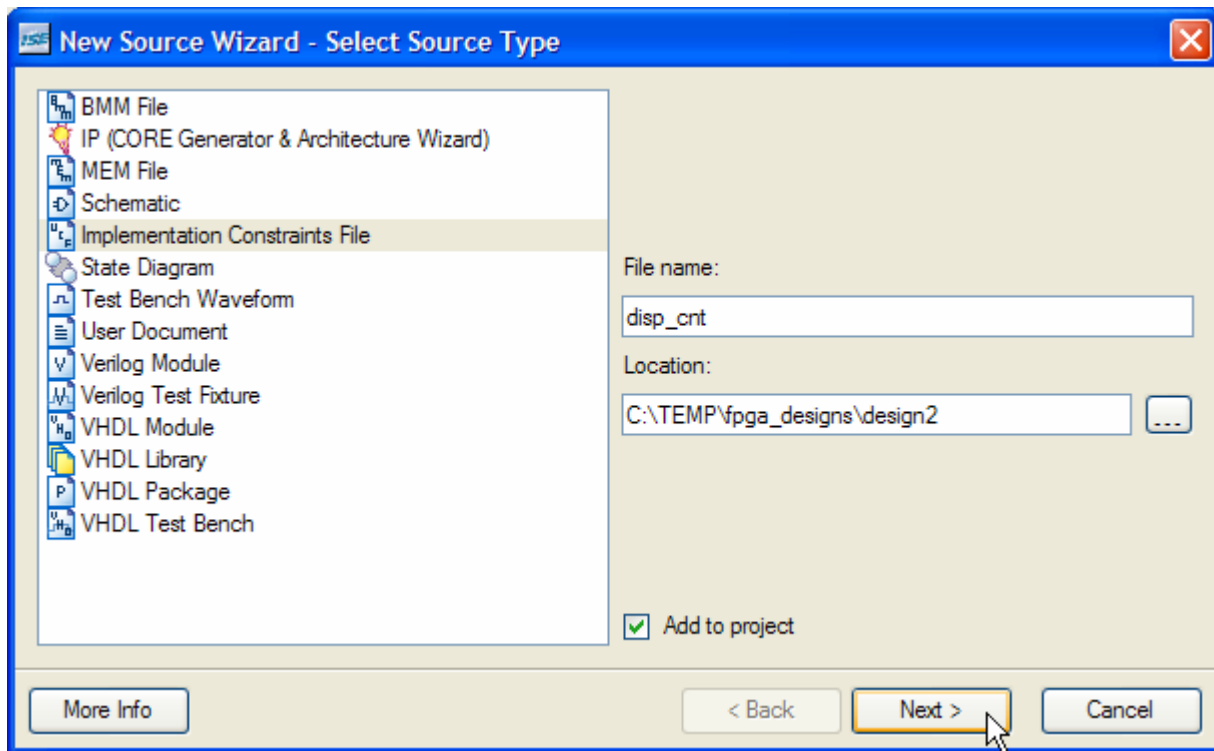 ISE New Source Wizard - Select Source Type
BMM File
IP (CORE Generator & Architecture Wizard)
MEM File
Schematic
Implementation Constraints File
State Diagram
Test Bench Waveform
User Document
Verilog Module
Verilog Test Fixture
VHDL Module
VHDL Library
VHDL Package
VHDL Test Bench
File name:
disp_cnt
Location:
C:\TEMP\fpga_designs\design2
...
Add to project
More Info
< Back
Next >
Cancel